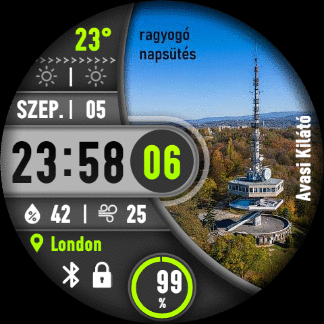 23°
ragyogó
napsütés
SZEP. | 05
23:58 06
42 | 25
London
99
%
Avasi Kilátó